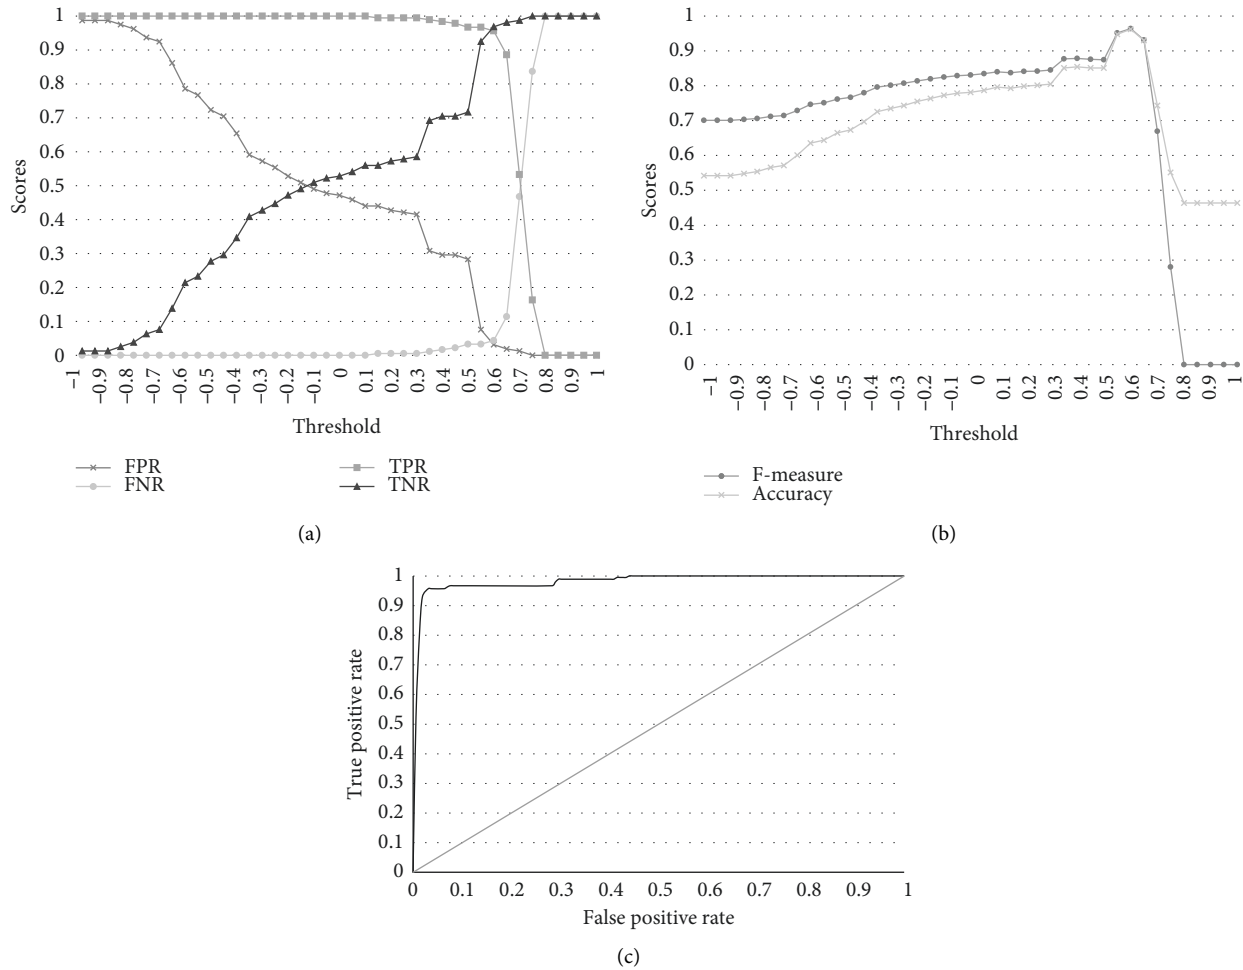 1
0.9
0.8
0.7
0.6
0.5
0.4
0.3
0.2
0.1
0
Scores
−1 −0.9 −0.8 −0.7 −0.6 −0.5 −0.4 −0.3 −0.2 −0.1 0 0.1 0.2 0.3 0.4 0.5 0.6 0.7 0.8 0.9 1
Threshold
FPR TPR
FNR TNR
(a)
1
0.9
0.8
0.7
0.6
0.5
0.4
0.3
0.2
0.1
0
Scores
−1 −0.9 −0.8 −0.7 −0.6 −0.5 −0.4 −0.3 −0.2 −0.1 0 0.1 0.2 0.3 0.4 0.5 0.6 0.7 0.8 0.9 1
Threshold
F-measure
Accuracy
(b)
1
0.9
0.8
0.7
0.6
0.5
0.4
0.3
0.2
0.1
0
True positive rate
0 0.1 0.2 0.3 0.4 0.5 0.6 0.7 0.8 0.9 1
False positive rate
(c)